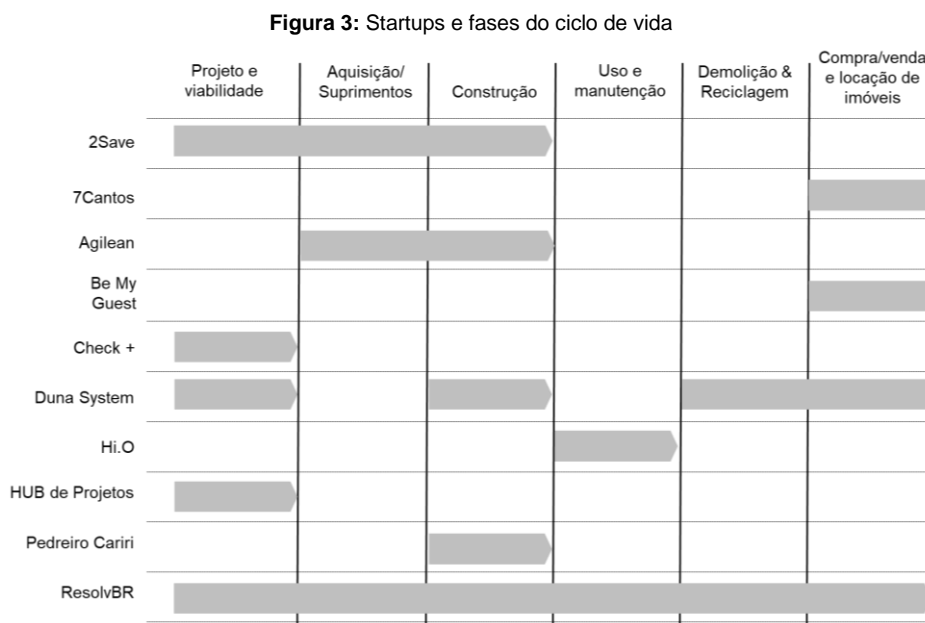 Figura 3: Startups e fases do ciclo de vida
Projeto e
viabilidade
Aquisição/
Suprimentos
Construção
Uso e
manutenção
Demolição &
Reciclagem
Compra/venda
e locação de
imóveis
2Save
7Cantos
Agilean
Be My
Guest
Check +
Duna System
Hi.O
HUB de Projetos
Pedreiro Cariri
ResolvBR